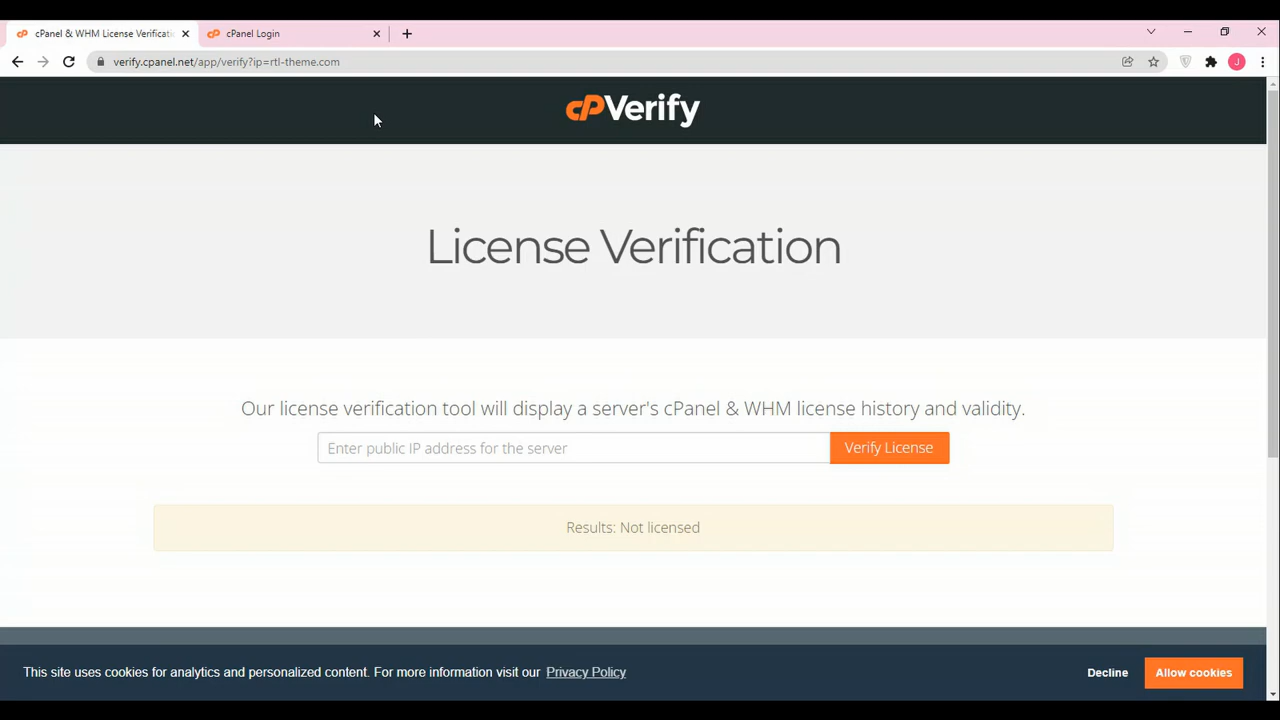 cPanel & WHM License Verificatic
cPanel Login
verify.cpanel.net/app/verify?ip=rtl-theme.com
J
cPVerify
License Verification
Our license verification tool will display a server's cPanel & WHM license history and validity.
Enter public IP address for the server
Verify License
Results: Not licensed
This site uses cookies for analytics and personalized content. For more information visit our Privacy Policy
Decline
Allow cookies